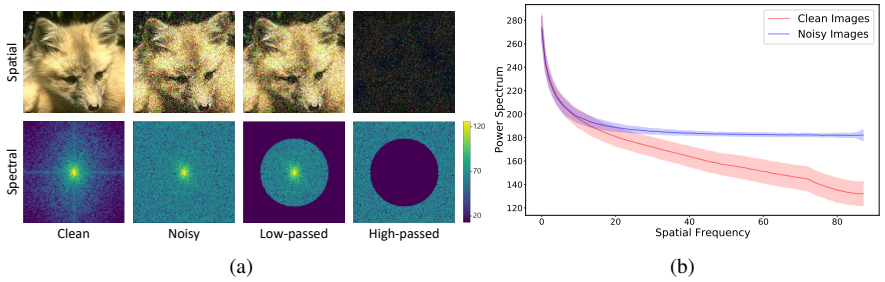 Spatial
Spectral
120
70
20
Clean
Noisy
Low-passed
High-passed
(a)
Power Spectrum
280
260
240
220
200
180
160
140
120
0
20
40
60
80
Spatial Frequency
Clean Images
Noisy Images
(b)